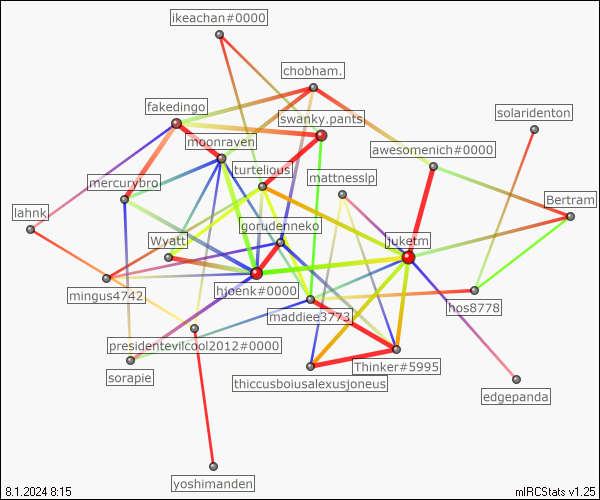 ikeachan#0000
chobham.
fakedingo
solaridenton
swanky.pants
moonraven
awesomenich#0000
turtelious
mattnesslp
mercurybro
Bertram
lahnk
gorudenneko
Wyatt
juketm
hjoenk#0000
mingus4742
hos8778
maddiee3773
presidentevilcool2012#0000
Thinker#5995
sorapie
thiccusboiusalexusjoneus
edgepanda
yoshimanden
8.1.2024 8:15
mIRCStats v1.25